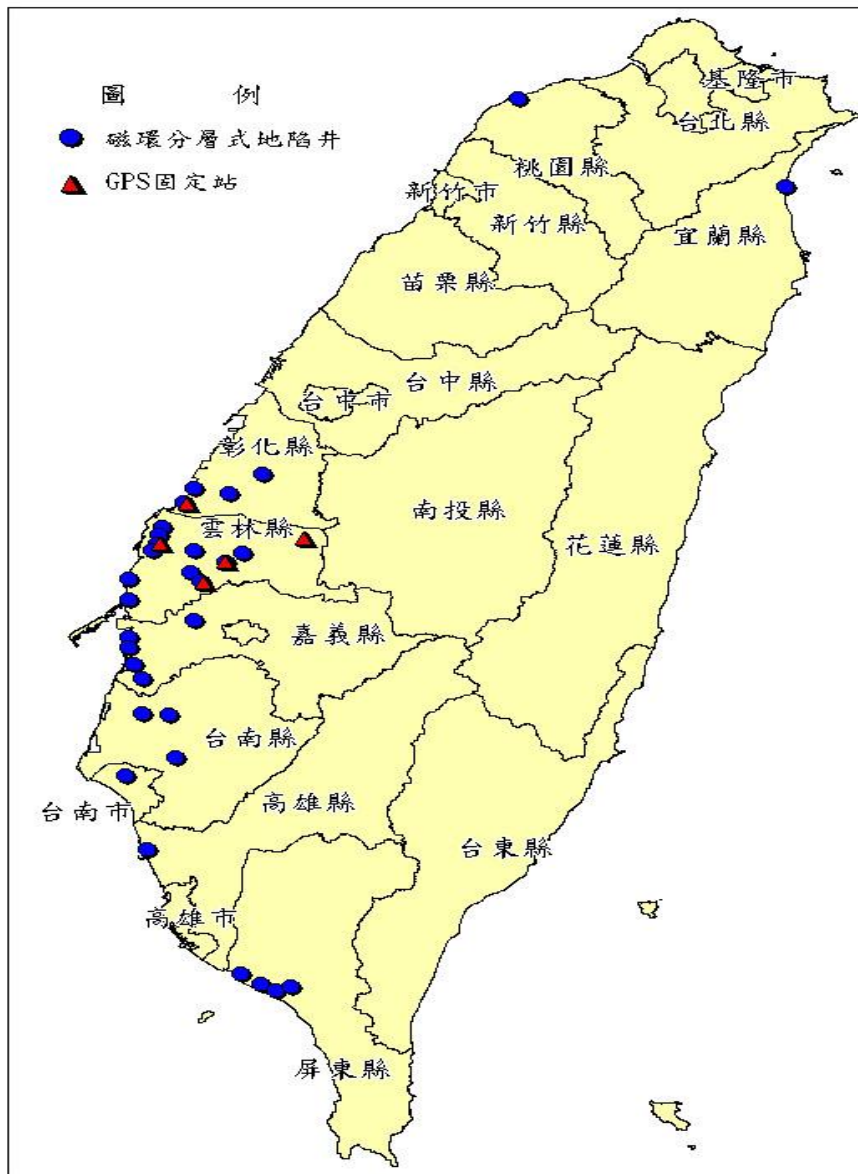 圖 例
磁環分層式地陷井
GPS固定站
基隆市
台北縣
桃園縣
新竹市
新竹縣
宜蘭縣
苗栗縣
台中縣
台中市
彰化縣
南投縣
雲林縣
花蓮縣
嘉義縣
台南縣
台南市
高雄縣
台東縣
高雄市
屏東縣